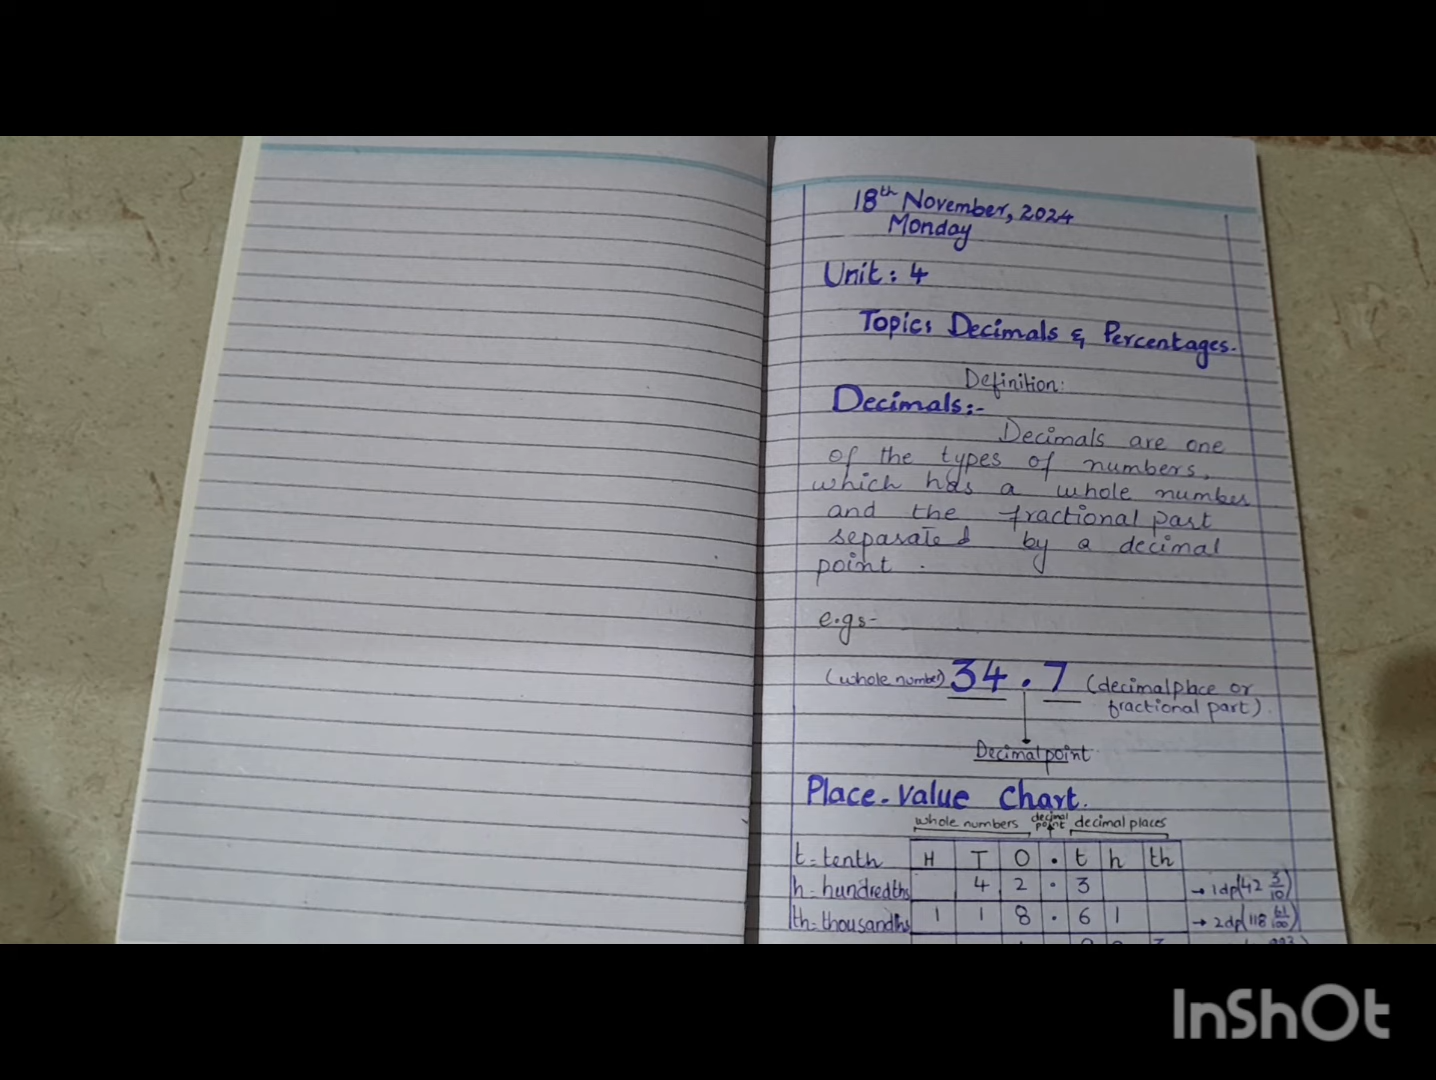 18th November, 2024
Monday
Unit : 4
Topic: Decimals & Percentages.
Definition:
Decimals:-
Decimals are one
of the types of numbers,
which has a whole number
and the fractional part
separated by a decimal
point.
e.g:-
(whole number) 34.7 (decimal place or
fractional part).
Decimal point
Place-value chart.
whole numbers decimal point decimal places
t=tenth H T O . t h th
h=hundredths 4 2 . 3 → 1dp(42 3/10)
th=thousandhs 1 1 8 . 6 1 → 2dp(118 61/100)
InShOt